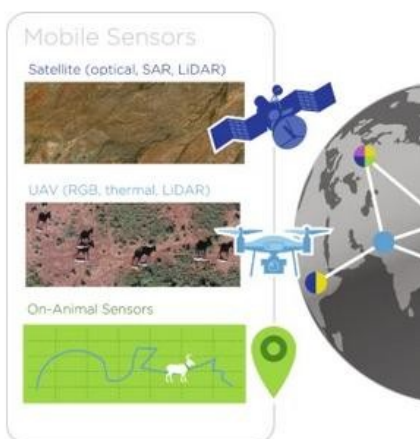 Mobile Sensors
Satellite (optical, SAR, LiDAR)
UAV (RGB, thermal, LiDAR)
On-Animal Sensors